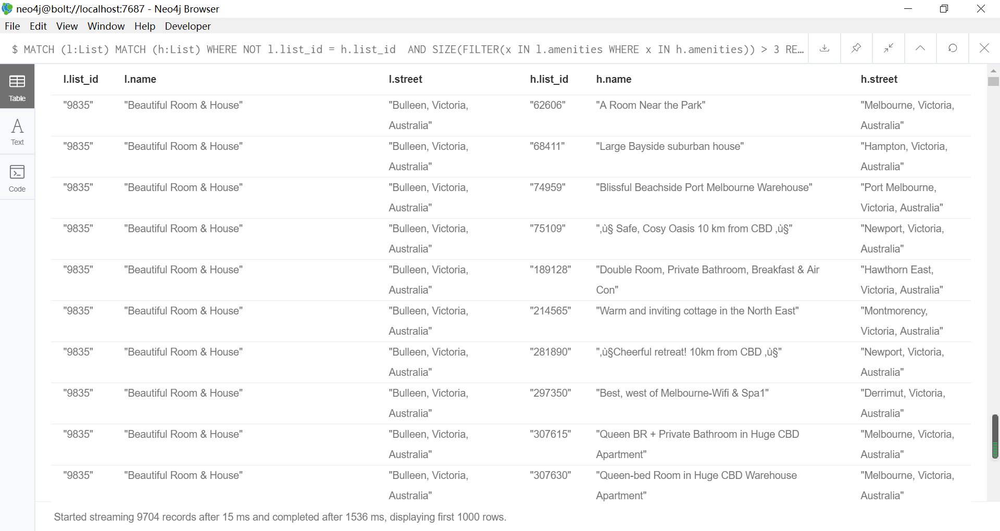 neo4j@bolt://localhost:7687 - Neo4j Browser
File Edit View Window Help Developer
$ MATCH (l:List) MATCH (h:List) WHERE NOT l.list_id = h.list_id  AND SIZE(FILTER(x IN l.amenities WHERE x IN h.amenities)) > 3 RE…
Table
Text
Code
l.list_id l.name l.street h.list_id h.name h.street
"9835" "Beautiful Room & House" "Bulleen, Victoria, "62606" "A Room Near the Park" "Melbourne, Victoria,
Australia" Australia"
"9835" "Beautiful Room & House" "Bulleen, Victoria, "68411" "Large Bayside suburban house" "Hampton, Victoria,
Australia" Australia"
"9835" "Beautiful Room & House" "Bulleen, Victoria, "74959" "Blissful Beachside Port Melbourne Warehouse" "Port Melbourne,
Australia" Victoria, Australia"
"9835" "Beautiful Room & House" "Bulleen, Victoria, "75109" "‚ù§ Safe, Cosy Oasis 10 km from CBD ‚ù§" "Newport, Victoria,
Australia" Australia"
"9835" "Beautiful Room & House" "Bulleen, Victoria, "189128" "Double Room, Private Bathroom, Breakfast & Air "Hawthorn East,
Australia" Con" Victoria, Australia"
"9835" "Beautiful Room & House" "Bulleen, Victoria, "214565" "Warm and inviting cottage in the North East" "Montmorency,
Australia" Victoria, Australia"
"9835" "Beautiful Room & House" "Bulleen, Victoria, "281890" "‚ù§Cheerful retreat! 10km from CBD ‚ù§" "Newport, Victoria,
Australia" Australia"
"9835" "Beautiful Room & House" "Bulleen, Victoria, "297350" "Best, west of Melbourne-Wifi & Spa1" "Derrimut, Victoria,
Australia" Australia"
"9835" "Beautiful Room & House" "Bulleen, Victoria, "307615" "Queen BR + Private Bathroom in Huge CBD "Melbourne, Victoria,
Australia" Apartment" Australia"
"9835" "Beautiful Room & House" "Bulleen, Victoria, "307630" "Queen-bed Room in Huge CBD Warehouse "Melbourne, Victoria,
Australia" Apartment" Australia"
Started streaming 9704 records after 15 ms and completed after 1536 ms, displaying first 1000 rows.